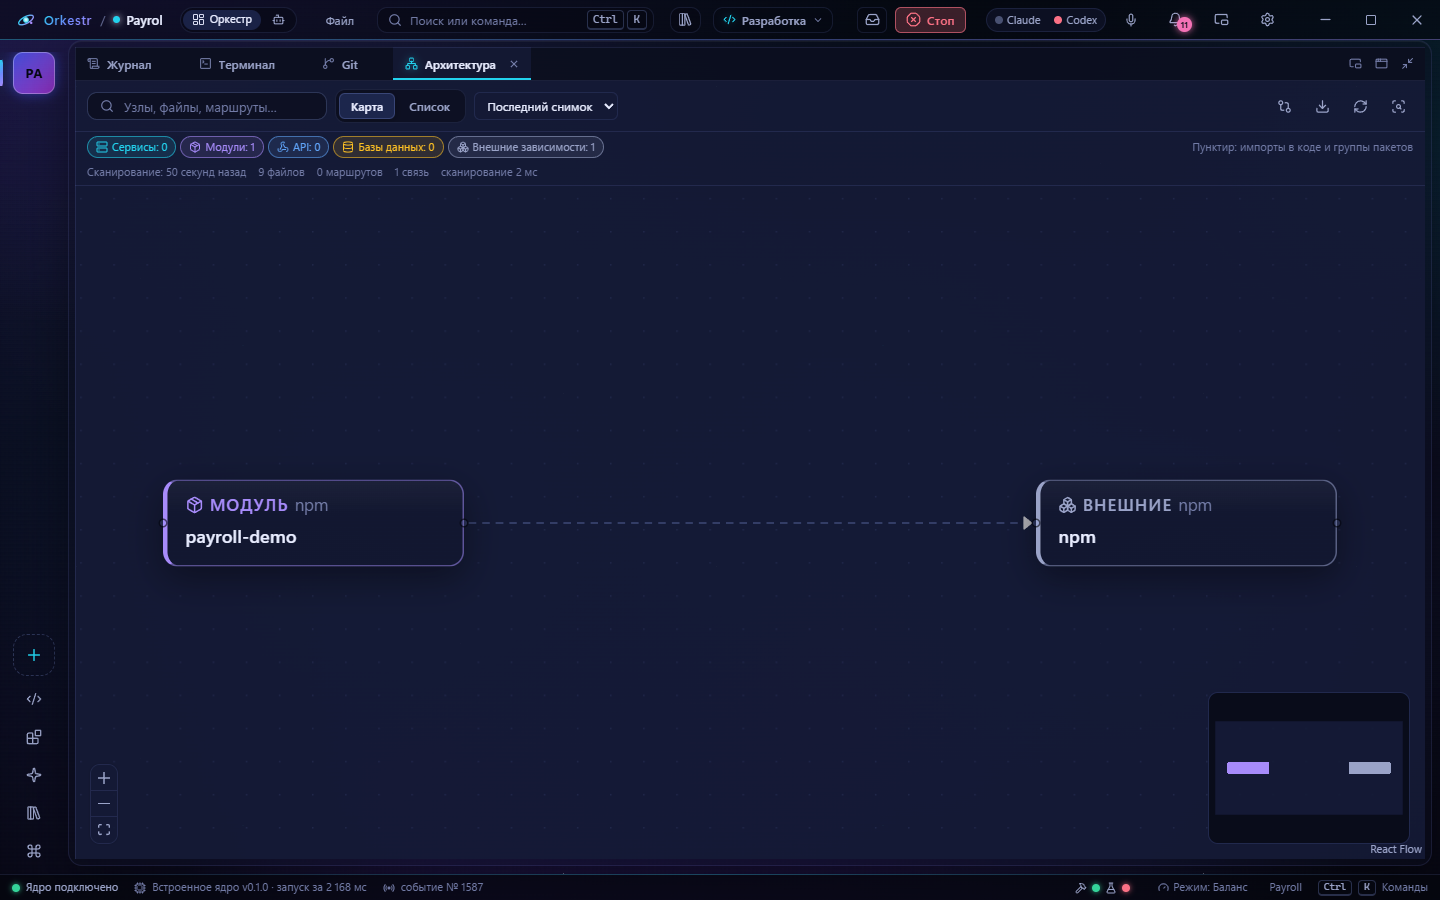 Orkestr / Payrol Оркестр Файл Поиск или команда... Ctrl K Разработка Стоп Claude Codex 11
PA
Журнал Терминал Git Архитектура
Узлы, файлы, маршруты... Карта Список Последний снимок
Сервисы: 0 Модули: 1 API: 0 Базы данных: 0 Внешние зависимости: 1 Пунктир: импорты в коде и группы пакетов
Сканирование: 50 секунд назад 9 файлов 0 маршрутов 1 связь сканирование 2 мс
МОДУЛЬ npm
payroll-demo
ВНЕШНИЕ npm
npm
React Flow
Ядро подключено Встроенное ядро v0.1.0 · запуск за 2 168 мс событие № 1587 Режим: Баланс Payroll Ctrl K Команды